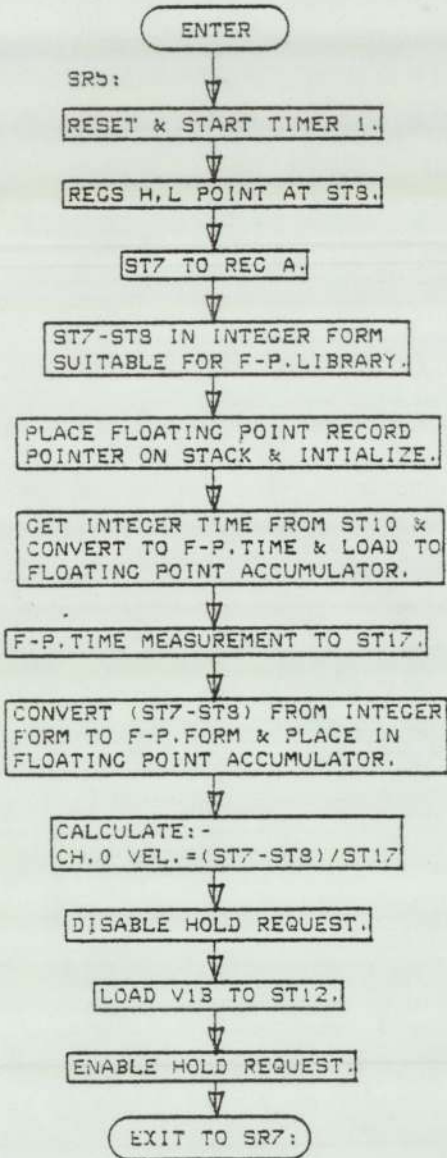 ENTER
SR5:
RESET & START TIMER 1.
REGS H,L POINT AT ST8.
ST7 TO REG A.
ST7-ST8 IN INTEGER FORM
SUITABLE FOR F-P.LIBRARY.
PLACE FLOATING POINT RECORD
POINTER ON STACK & INTIALIZE.
GET INTEGER TIME FROM ST10 &
CONVERT TO F-P.TIME & LOAD TO
FLOATING POINT ACCUMULATOR.
F-P.TIME MEASUREMENT TO ST17.
CONVERT (ST7-ST8) FROM INTEGER
FORM TO F-P.FORM & PLACE IN
FLOATING POINT ACCUMULATOR.
CALCULATE:-
CH.0 VEL.=(ST7-ST8)/ST17
DISABLE HOLD REQUEST.
LOAD V13 TO ST12.
ENABLE HOLD REQUEST.
EXIT TO SR7: